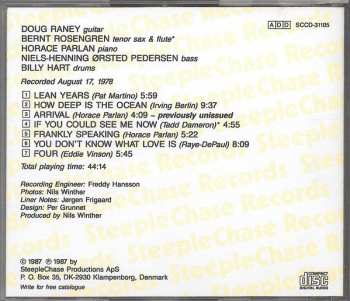 DOUG RANEY guitar
A D D SCCD-31105
BERNT ROSENGREN tenor sax & flute*
HORACE PARLAN piano
NIELS-HENNING ØRSTED PEDERSEN bass
BILLY HART drums
Recorded August 17, 1978
1 LEAN YEARS (Pat Martino) 5:59
2 HOW DEEP IS THE OCEAN (Irving Berlin) 9:37
3 ARRIVAL (Horace Parlan) 4:09 – previously unissued
4 IF YOU COULD SEE ME NOW (Tadd Dameron)* 4:55
5 FRANKLY SPEAKING (Horace Parlan) 5:22
6 YOU DON'T KNOW WHAT LOVE IS (Raye-DePaul) 8:09
7 FOUR (Eddie Vinson) 5:45
Total playing time: 44:14
Recording Engineer: Freddy Hansson
Photos: Nils Winther
Liner Notes: Jørgen Frigaard
Design: Per Grunnet
Produced by Nils Winther
© 1987 ℗ 1987 by
SteepleChase Productions ApS
P. O. Box 35, DK-2930 Klampenborg, Denmark
Write for free catalogue
COMPACT
disc
DIGITAL AUDIO